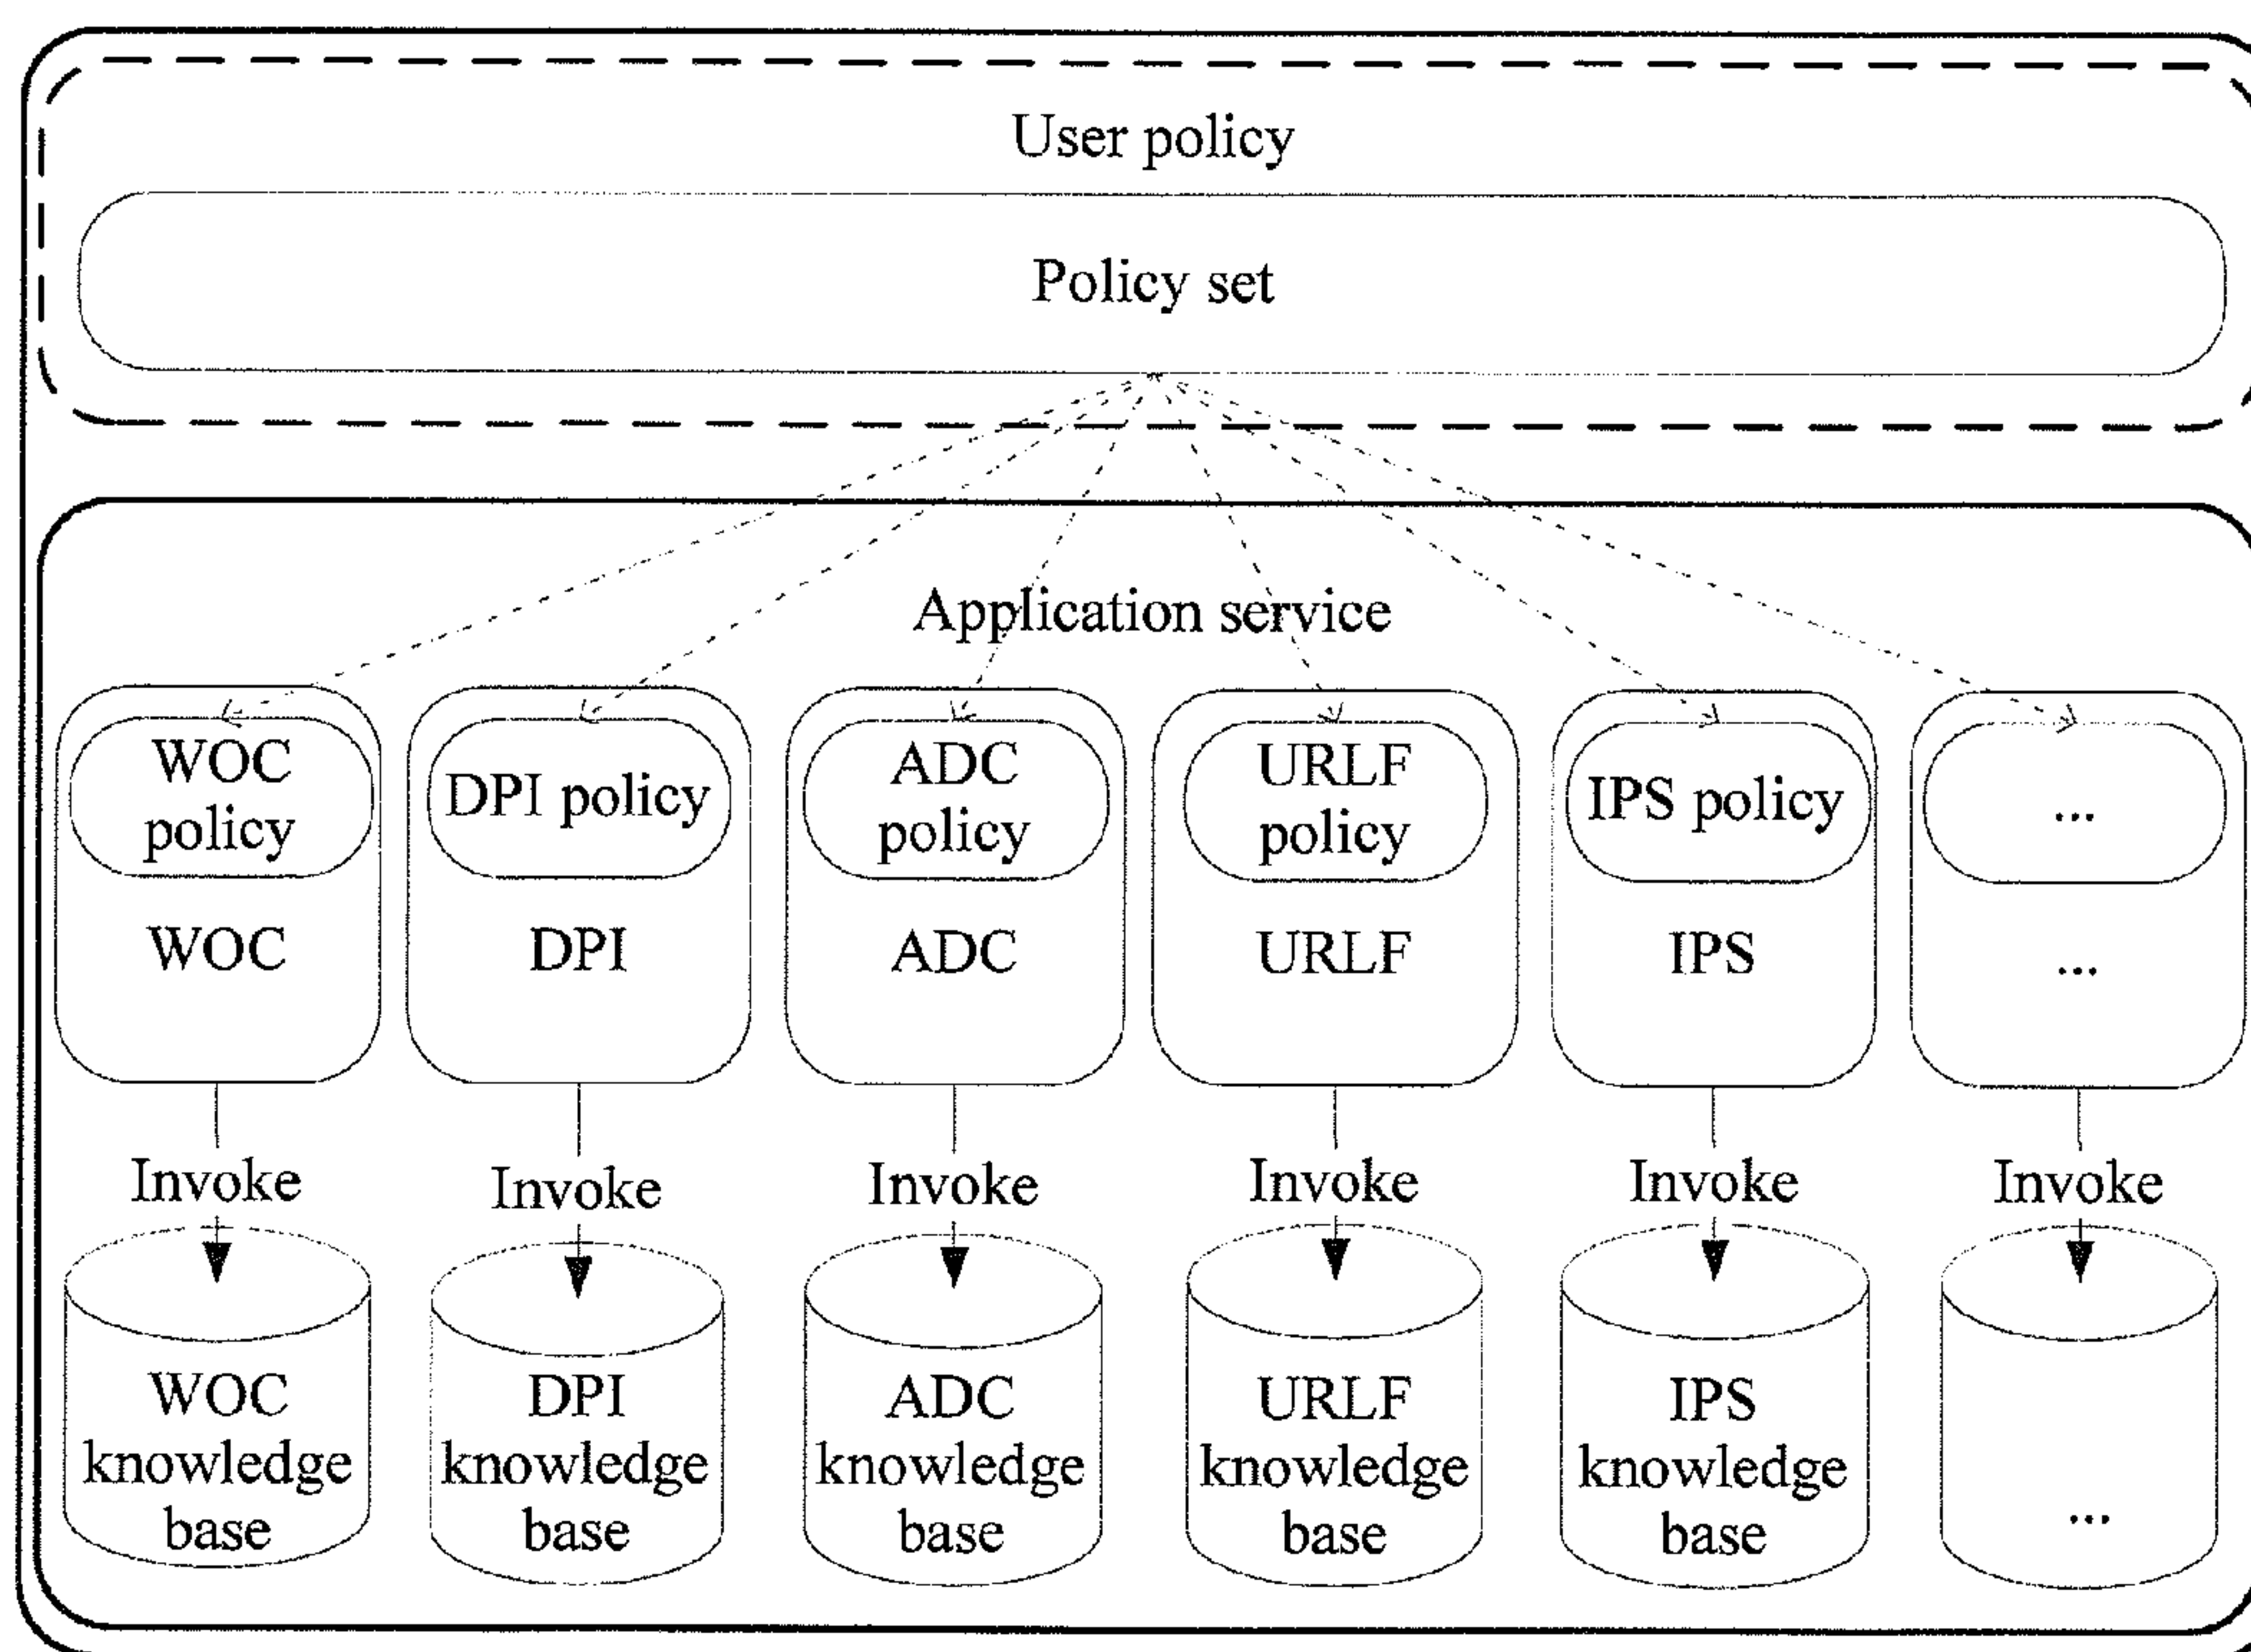 User policy
Policy set
Application service
WOC
policy
DPI policy
ADC
policy
URLF
policy
IPS policy
...
WOC
DPI
ADC
URLF
IPS
...
Invoke
Invoke
Invoke
Invoke
Invoke
Invoke
WOC
knowledge
base
DPI
knowledge
base
ADC
knowledge
base
URLF
knowledge
base
IPS
knowledge
base
...